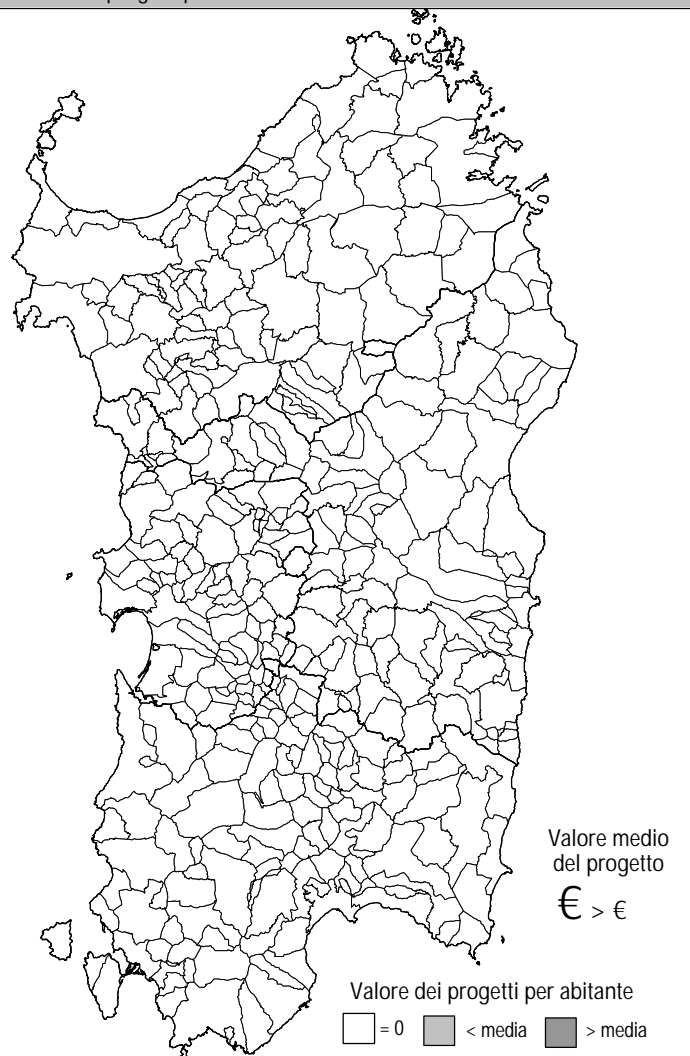 Valore medio
del progetto
€ > €
Valore dei progetti per abitante
= 0 < media > media